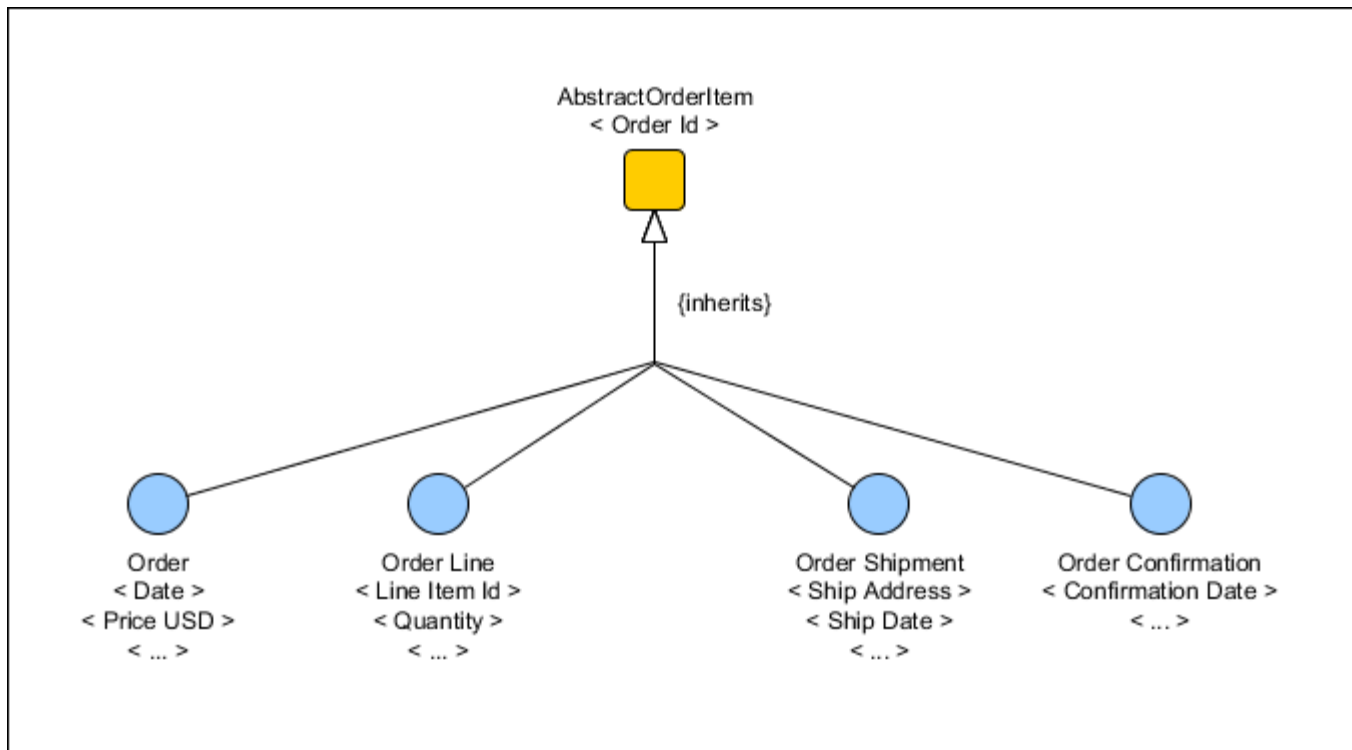 AbstractOrderItem
< Order Id >
{inherits}
Order
< Date >
< Price USD >
< ... >
Order Line
< Line Item Id >
< Quantity >
< ... >
Order Shipment
< Ship Address >
< Ship Date >
< ... >
Order Confirmation
< Confirmation Date >
< ... >